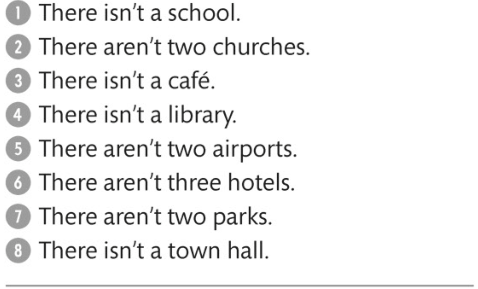 1 There isn't a school.
2 There aren't two churches.
3 There isn't a café.
4 There isn't a library.
5 There aren't two airports.
6 There aren't three hotels.
7 There aren't two parks.
8 There isn't a town hall.